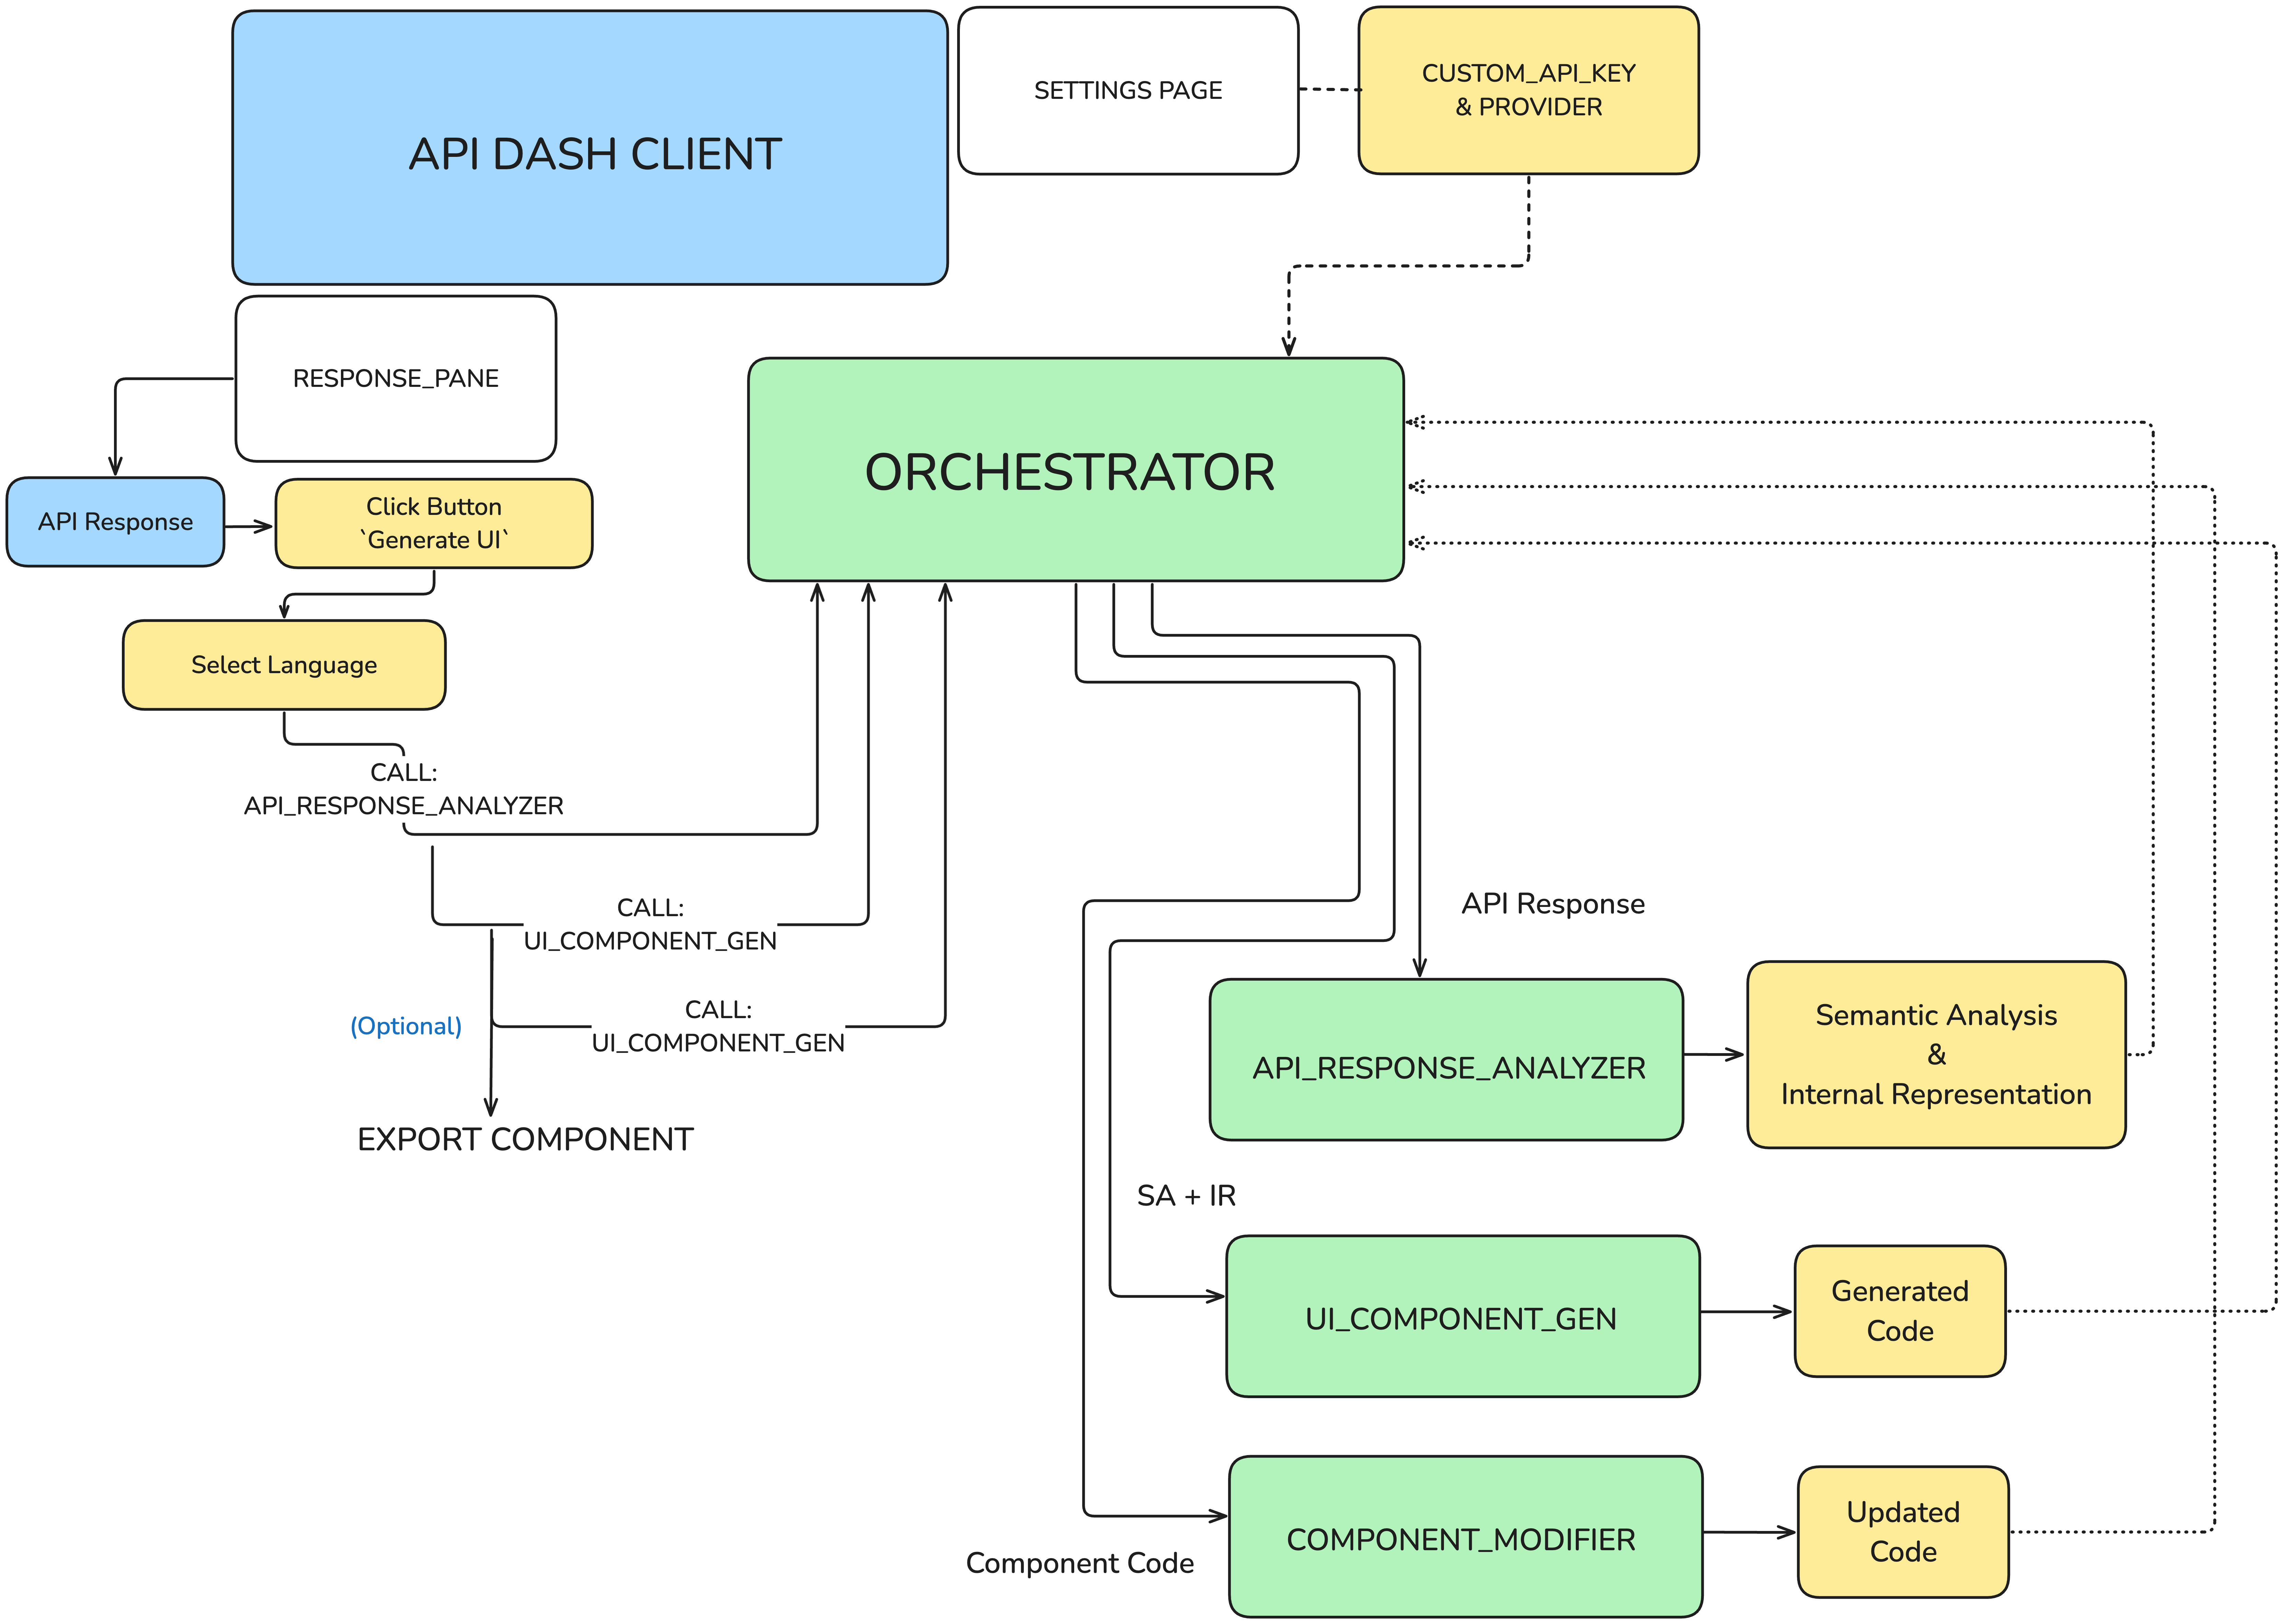 API DASH CLIENT
SETTINGS PAGE
CUSTOM_API_KEY
& PROVIDER
RESPONSE_PANE
API Response
Click Button
`Generate UI`
Select Language
ORCHESTRATOR
CALL:
API_RESPONSE_ANALYZER
CALL:
UI_COMPONENT_GEN
(Optional)
CALL:
UI_COMPONENT_GEN
EXPORT COMPONENT
API Response
API_RESPONSE_ANALYZER
Semantic Analysis
&
Internal Representation
SA + IR
UI_COMPONENT_GEN
Generated
Code
Component Code
COMPONENT_MODIFIER
Updated
Code